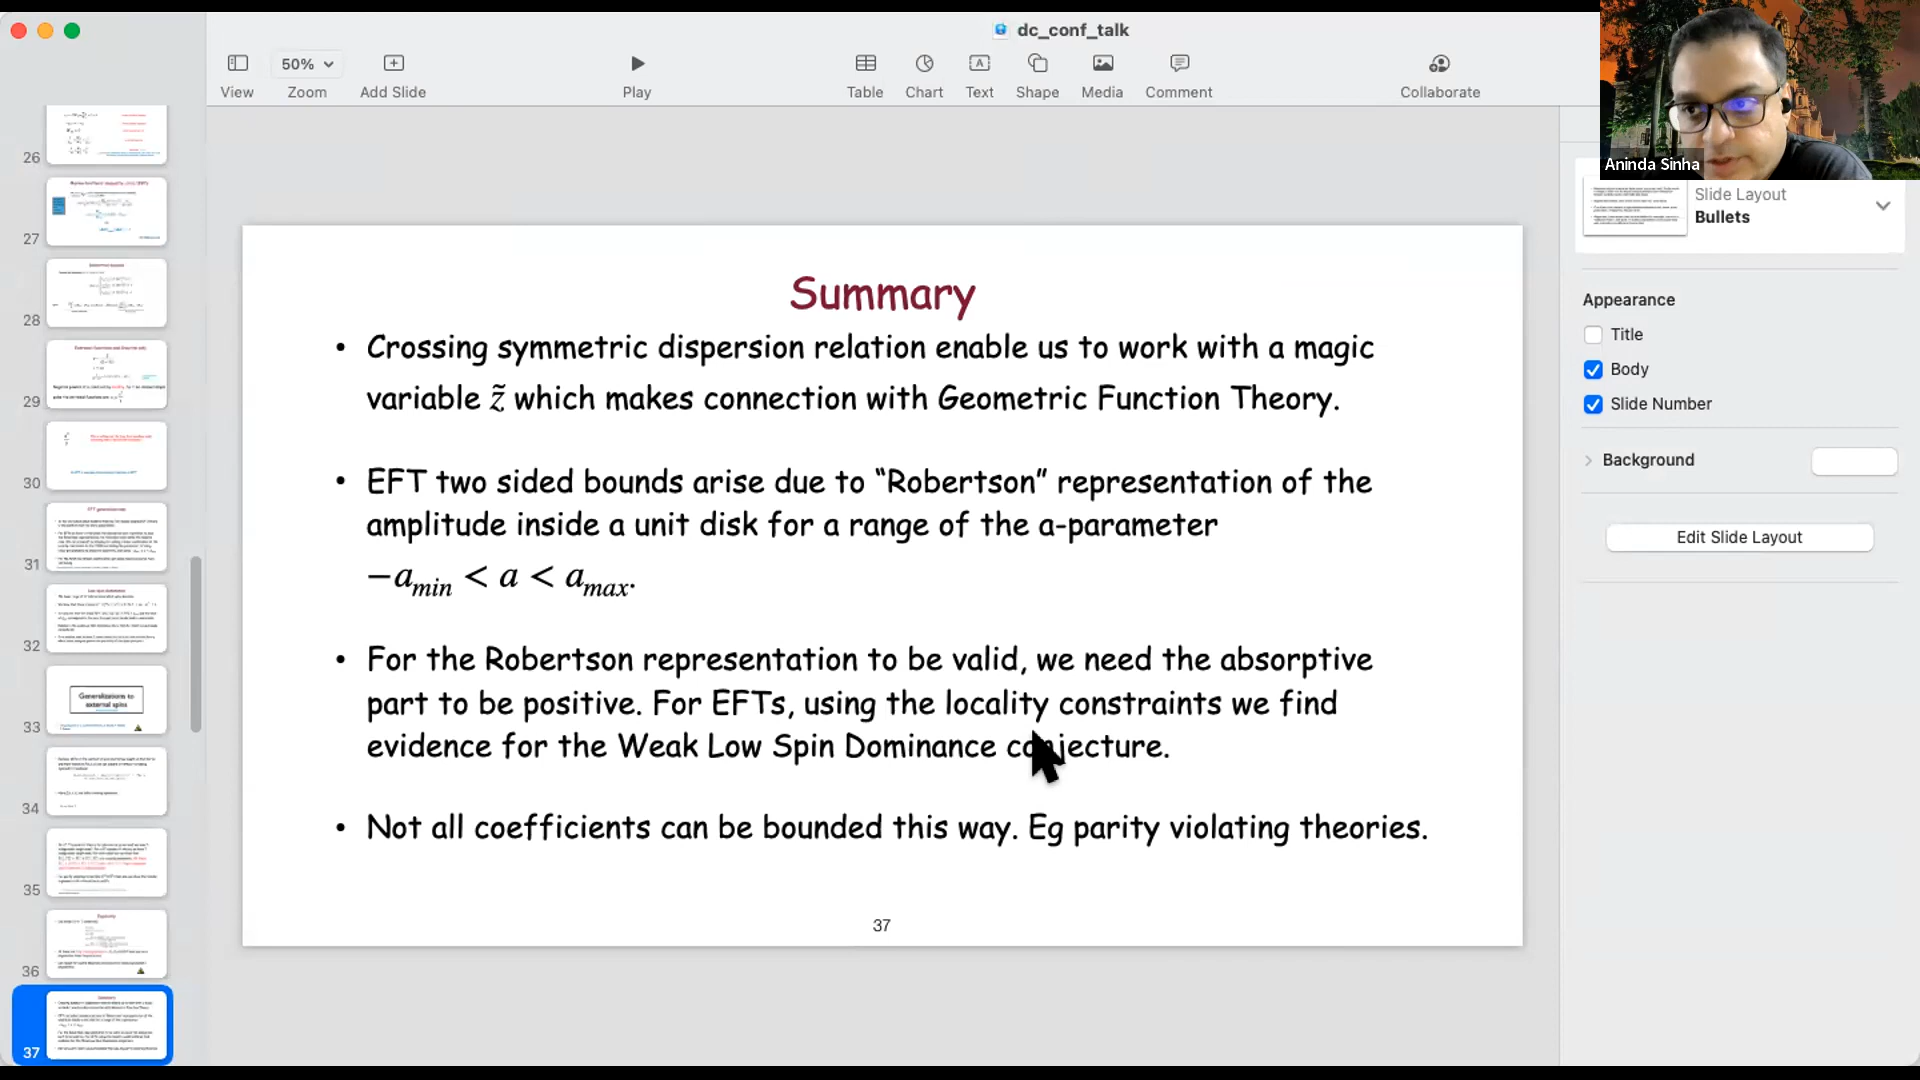 dc_conf_talk
50%
View
Zoom
Add Slide
Play
Table
Chart
Text
Shape
Media
Comment
Collaborate
Aninda Sinha
Slide Layout
Bullets
Appearance
Title
Body
Slide Number
Background
Edit Slide Layout
26
27
28
29
30
31
32
Generalizations to
external spins
33
34
35
36
37
Summary
• Crossing symmetric dispersion relation enable us to work with a magic
variable z̃ which makes connection with Geometric Function Theory.
• EFT two sided bounds arise due to “Robertson” representation of the
amplitude inside a unit disk for a range of the a-parameter
−a_min < a < a_max.
• For the Robertson representation to be valid, we need the absorptive
part to be positive. For EFTs, using the locality constraints we find
evidence for the Weak Low Spin Dominance conjecture.
• Not all coefficients can be bounded this way. Eg parity violating theories.
37